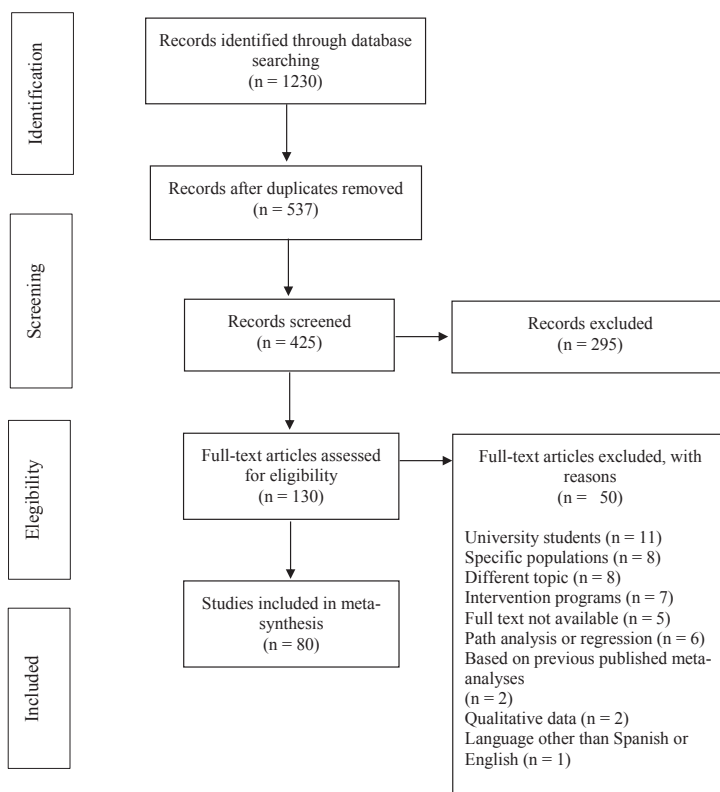 Identification
Records identified through database
searching
(n = 1230)
Records after duplicates removed
(n = 537)
Screening
Records screened
(n = 425)
Records excluded
(n = 295)
Elegibility
Full-text articles assessed
for eligibility
(n = 130)
Full-text articles excluded, with
reasons
(n = 50)
University students (n = 11)
Specific populations (n = 8)
Different topic (n = 8)
Intervention programs (n = 7)
Full text not available (n = 5)
Path analysis or regression (n = 6)
Based on previous published meta-
analyses
(n = 2)
Qualitative data (n = 2)
Language other than Spanish or
English (n = 1)
Included
Studies included in meta-
synthesis
(n = 80)